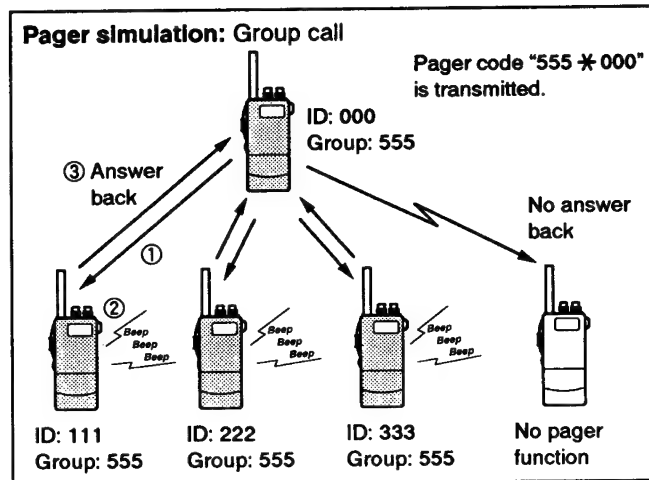 Pager simulation: Group call
Pager code "555 ✻ 000"
is transmitted.
ID: 000
Group: 555
③ Answer
back
①
No answer
back
②
Beep
Beep
Beep
Beep
Beep
Beep
Beep
Beep
Beep
ID: 111
Group: 555
ID: 222
Group: 555
ID: 333
Group: 555
No pager
function